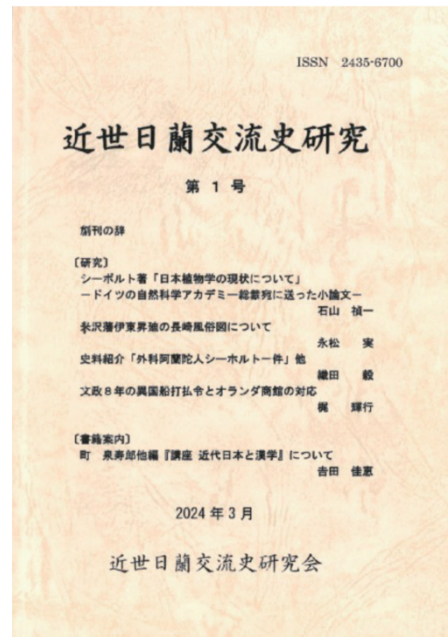 ISSN 2435-6700
近世日蘭交流史研究
第 1 号
創刊の辞
〔研究〕
シーボルト著「日本植物学の現状について」
－ドイツの自然科学アカデミー総裁宛に送った小論文－
石山 禎一
米沢藩伊東昇迪の長崎風俗図について
永松 実
史料紹介「外科阿蘭陀人シーホルト一件」他
織田 毅
文政８年の異国船打払令とオランダ商館の対応
梶 輝行
〔書籍案内〕
町 泉寿郎他編『講座 近代日本と漢学』について
吉田 佳恵
2024 年 3 月
近世日蘭交流史研究会